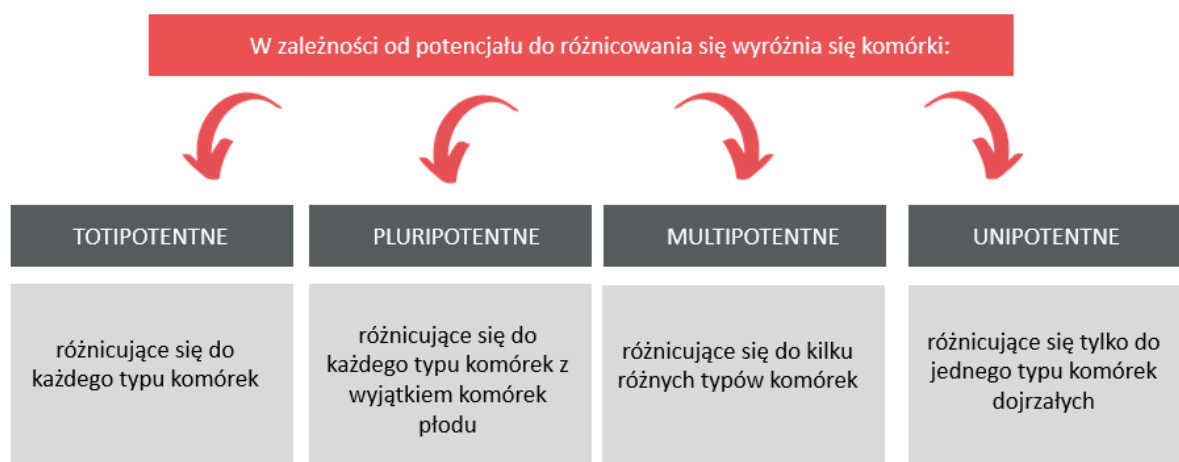 W zależności od potencjału do różnicowania się wyróżnia się komórki:
TOTIPOTENTNE
różnicujące się do
każdego typu komórek
PLURIPOTENTNE
różnicujące się do
każdego typu komórek z
wyjątkiem komórek
płodu
MULTIPOTENTNE
różnicujące się do kilku
różnych typów komórek
UNIPOTENTNE
różnicujące się tylko do
jednego typu komórek
dojrzałych